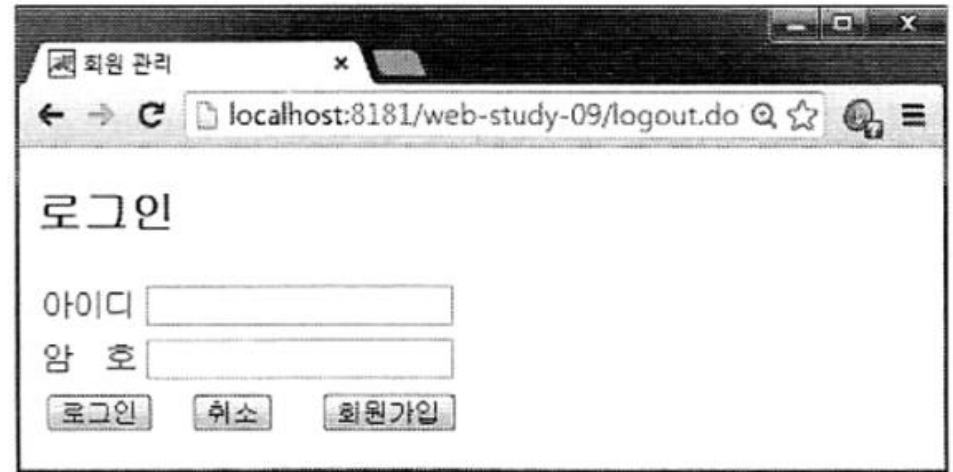 회원 관리
localhost:8181/web-study-09/logout.do
로그인
아이디
암 호
로그인 취소 회원가입